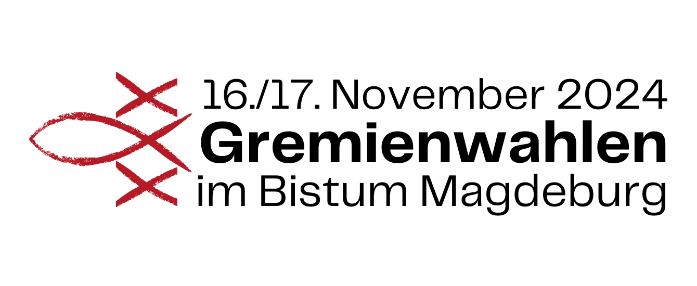 16./17. November 2024
Gremienwahlen
im Bistum Magdeburg